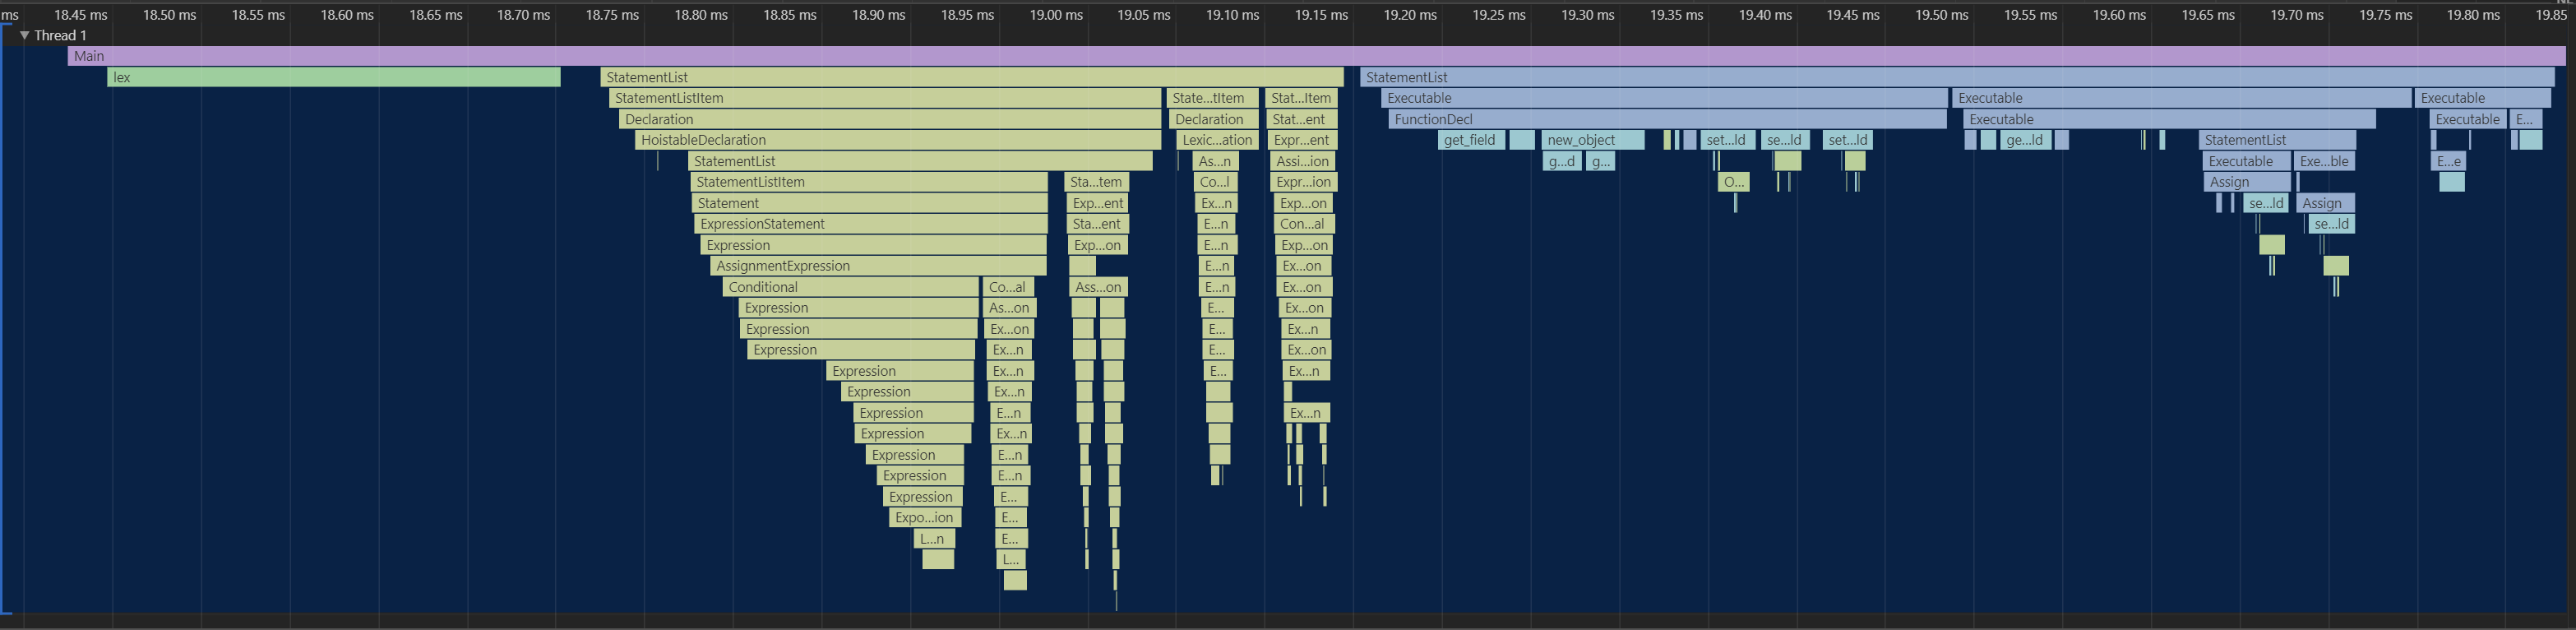 ms 18.45 ms 18.50 ms 18.55 ms 18.60 ms 18.65 ms 18.70 ms 18.75 ms 18.80 ms 18.85 ms 18.90 ms 18.95 ms 19.00 ms 19.05 ms 19.10 ms 19.15 ms 19.20 ms 19.25 ms 19.30 ms 19.35 ms 19.40 ms 19.45 ms 19.50 ms 19.55 ms 19.60 ms 19.65 ms 19.70 ms 19.75 ms 19.80 ms 19.85
Thread 1
Main
lex StatementList StatementList
StatementListItem State...tItem Stat...Item Executable Executable Executable
Declaration Declaration Stat...ent FunctionDecl Executable Executable E...
HoistableDeclaration Lexic...ation Expr...ent get_field new_object set...ld se...ld set...ld ge...ld StatementList
StatementList As...n Assi...ion g...d g... Executable Exe...ble E...e
StatementListItem Sta...tem Co...l Expr...ion O... Assign
Statement Exp...ent Ex...n Exp...on se...ld Assign
ExpressionStatement Sta...ent E...n Con...al se...ld
Expression Exp...on E...n Exp...on
AssignmentExpression E...n Ex...on
Conditional Co...al Ass...on E...n Ex...on
Expression As...on E... Ex...on
Expression Ex...on E... Ex...n
Expression Ex...n E... Ex...on
Expression Ex...n E... Ex...n
Expression Ex...n
Expression E...n Ex...n
Expression Ex...n
Expression E...n
Expression E...n
Expression E...
Expo...ion E...
L...n E...
L...